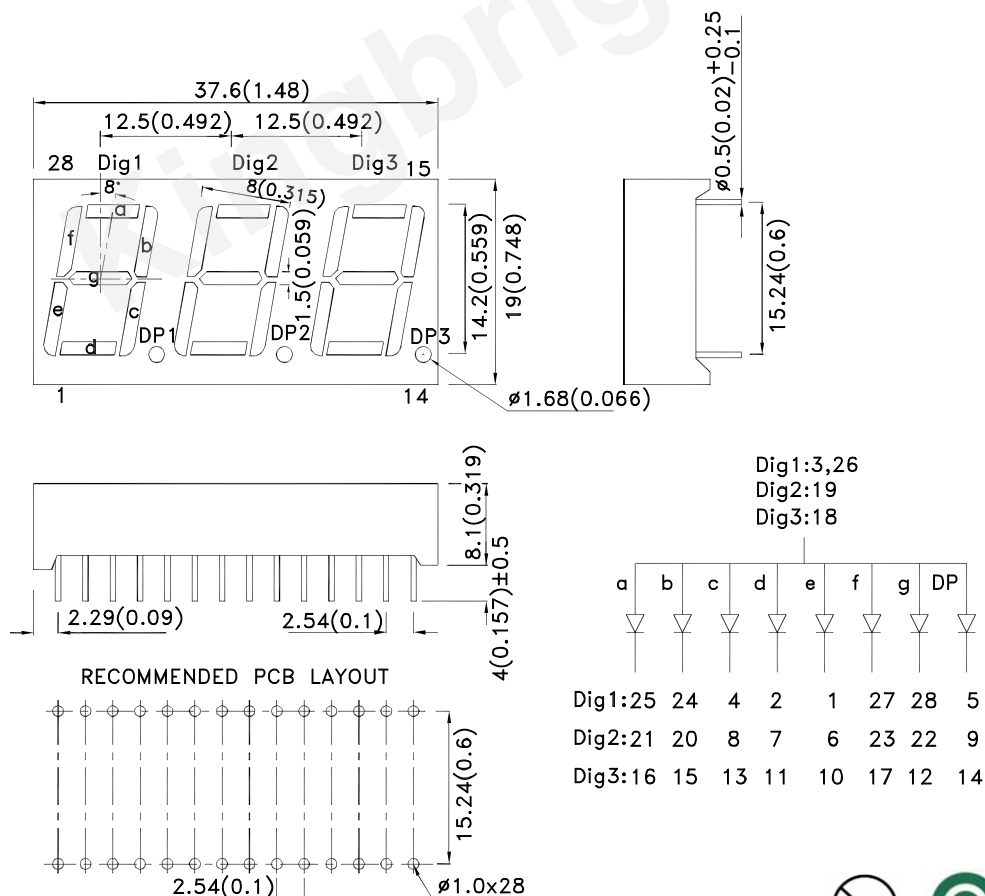 Kingbrig
37.6(1.48)
12.5(0.492) 12.5(0.492)
28 Dig1 Dig2 Dig3 15
8° 8(0.315)
a
f b
g
e c
d
DP1 DP2 DP3
1.5(0.059)
14.2(0.559)
19(0.748)
1 14
ø1.68(0.066)
ø0.5(0.02)+0.25
-0.1
15.24(0.6)
8.1(0.319)
4(0.157)±0.5
2.29(0.09) 2.54(0.1)
RECOMMENDED PCB LAYOUT
15.24(0.6)
2.54(0.1) ø1.0x28
Dig1:3,26
Dig2:19
Dig3:18
a b c d e f g DP
Dig1:25 24 4 2 1 27 28 5
Dig2:21 20 8 7 6 23 22 9
Dig3:16 15 13 11 10 17 12 14